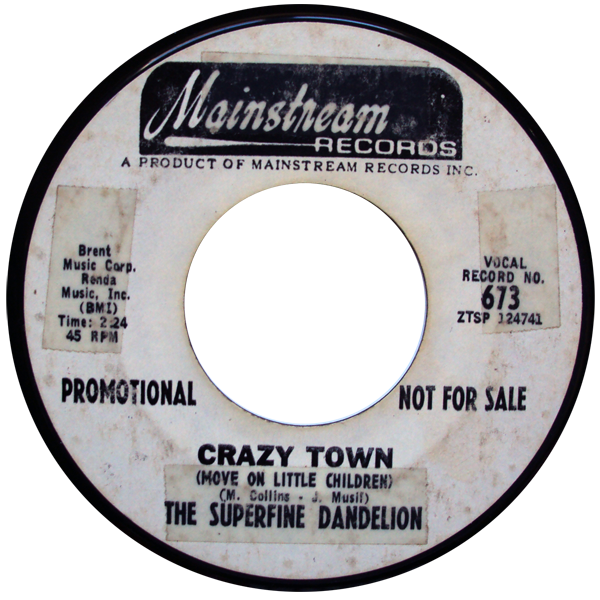 Mainstream
RECORDS
A PRODUCT OF MAINSTREAM RECORDS INC.
Brent
Music Corp.
Renda
Music, Inc.
(BMI)
Time: 2:24
45 RPM
VOCAL
RECORD NO.
673
ZTSP 124741
PROMOTIONAL
NOT FOR SALE
CRAZY TOWN
(MOVE ON LITTLE CHILDREN)
(M. Collins - J. Musil)
THE SUPERFINE DANDELION